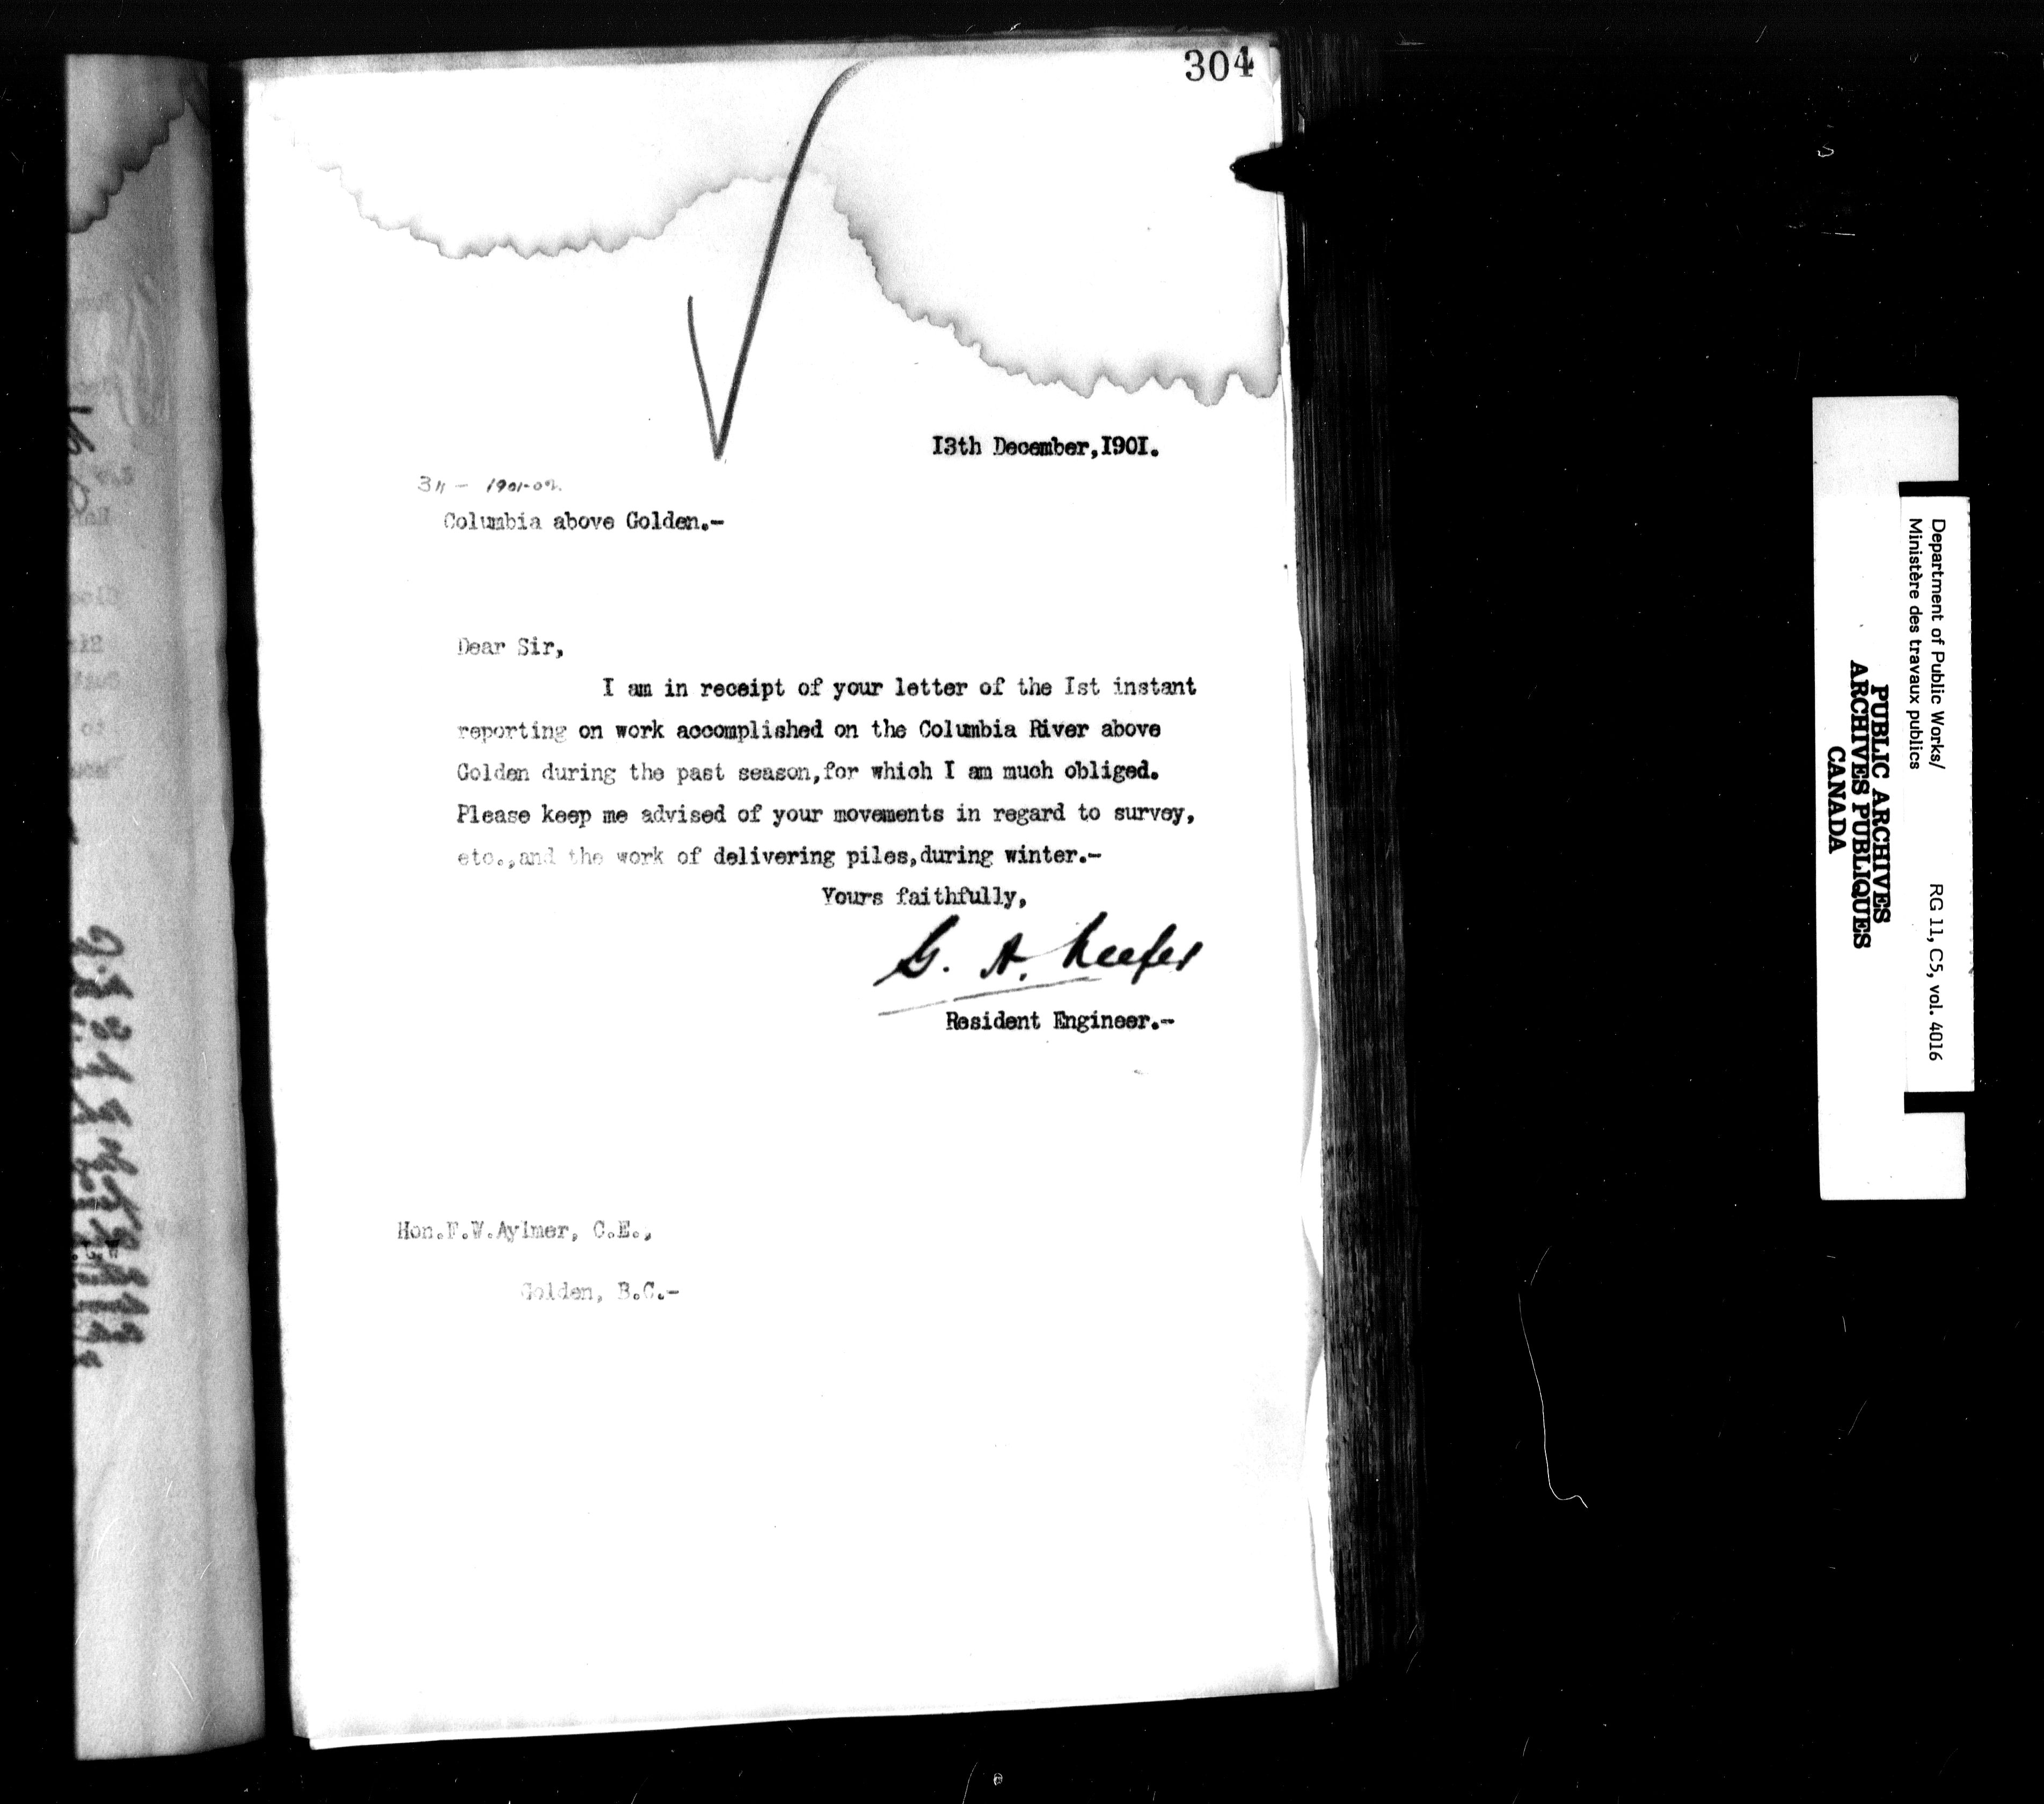 304
13th December,1901.
34 - 1901-02.
Columbia above Golden.-
Dear Sir,
I am in receipt of your letter of the Ist instant
reporting on work accomplished on the Columbia River above
Golden during the past season,for which I am much obliged.
Please keep me advised of your movements in regard to survey,
etc.,and the work of delivering piles,during winter.-
Yours faithfully,
G. A. Keefer
Resident Engineer.-
Hon.F.W.Aylmer, C.E.,
Golden, B.C.-
Department of Public Works/
Ministère des travaux publics
RG 11, C5, vol. 4016
PUBLIC ARCHIVES
ARCHIVES PUBLIQUES
CANADA